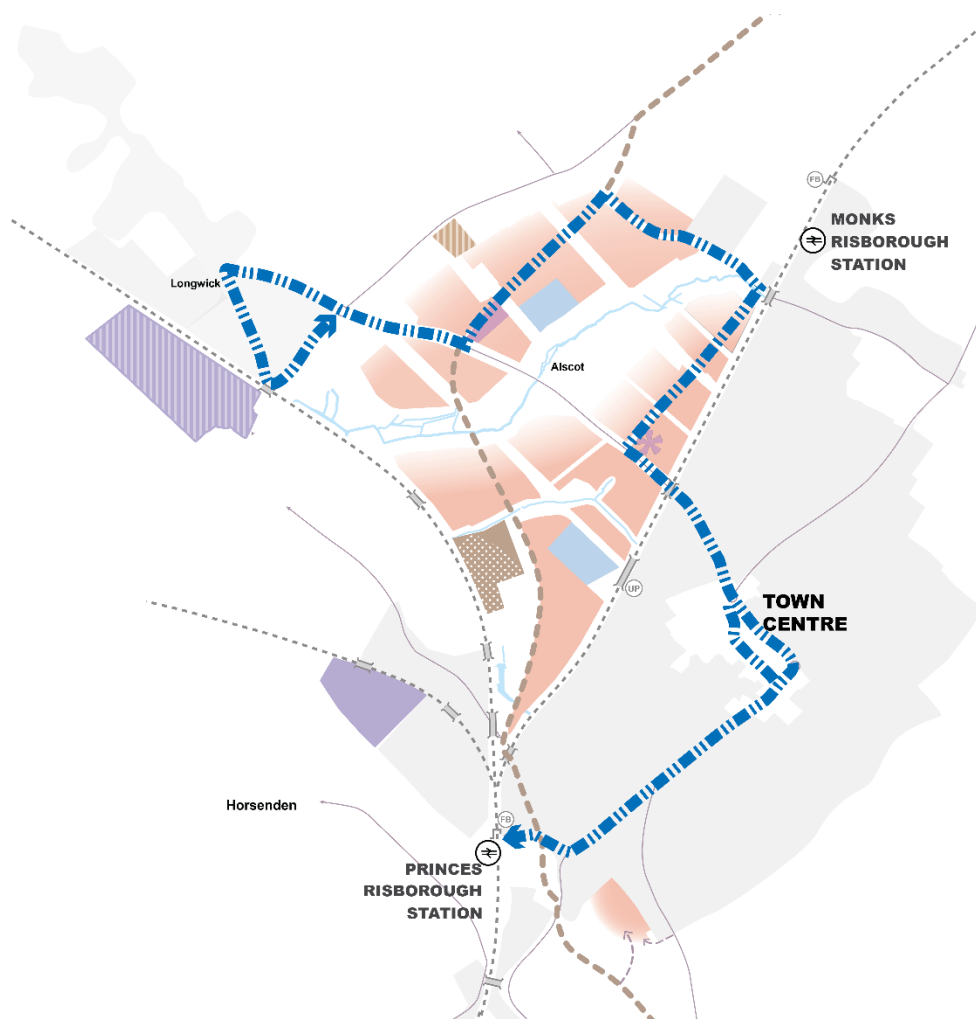 FB
MONKS
RISBOROUGH
STATION
Longwick
Alscot
UP
TOWN
CENTRE
Horsenden
FB
PRINCES
RISBOROUGH
STATION